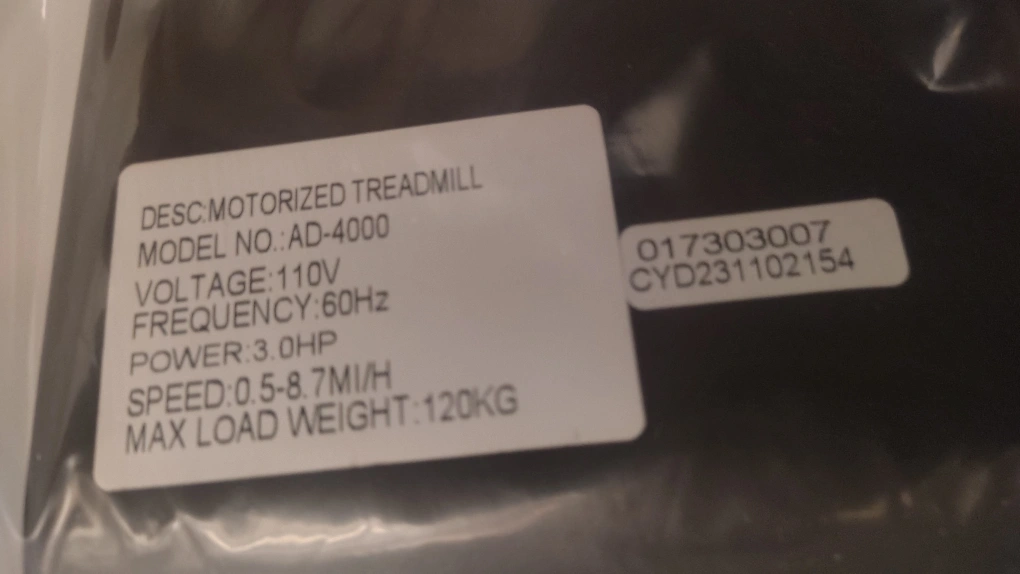 DESC:MOTORIZED TREADMILL
MODEL NO.:AD-4000
VOLTAGE:110V
FREQUENCY:60Hz
POWER:3.0HP
SPEED:0.5-8.7MI/H
MAX LOAD WEIGHT:120KG
017303007
CYD231102154